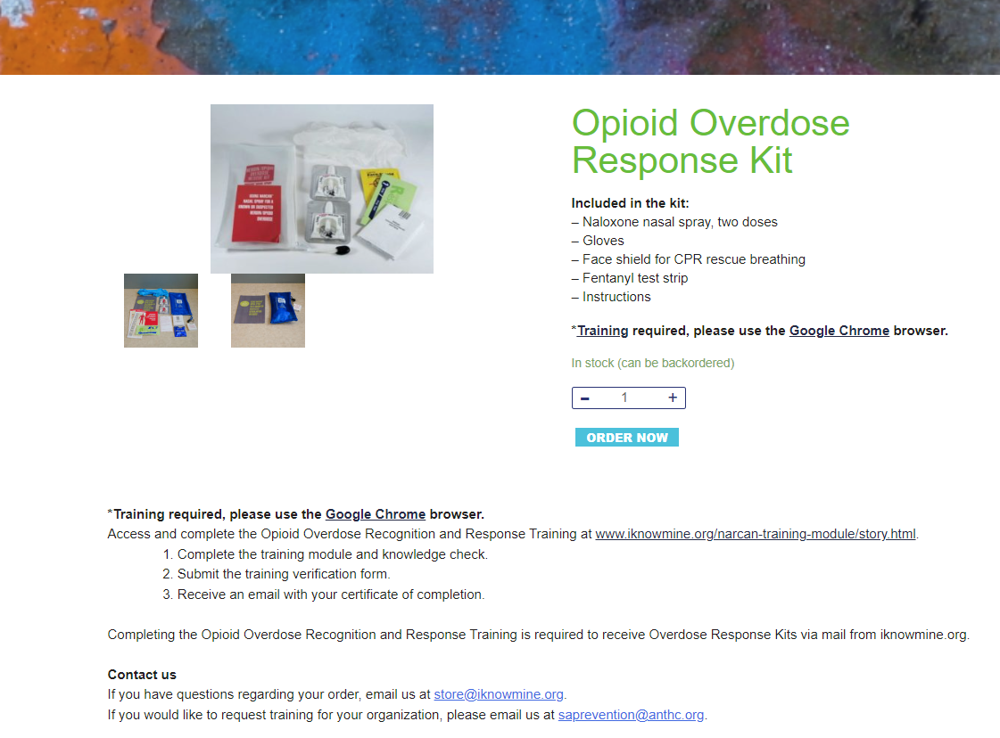 Opioid Overdose
Response Kit
Included in the kit:
– Naloxone nasal spray, two doses
– Gloves
– Face shield for CPR rescue breathing
– Fentanyl test strip
– Instructions
*Training required, please use the Google Chrome browser.
In stock (can be backordered)
- 1 +
ORDER NOW
USING NARCAN®
NASAL SPRAY FOR A
KNOWN OR SUSPECTED
OPIOID
OVERDOSE
*Training required, please use the Google Chrome browser.
Access and complete the Opioid Overdose Recognition and Response Training at www.iknowmine.org/narcan-training-module/story.html.
1. Complete the training module and knowledge check.
2. Submit the training verification form.
3. Receive an email with your certificate of completion.
Completing the Opioid Overdose Recognition and Response Training is required to receive Overdose Response Kits via mail from iknowmine.org.
Contact us
If you have questions regarding your order, email us at store@iknowmine.org.
If you would like to request training for your organization, please email us at saprevention@anthc.org.